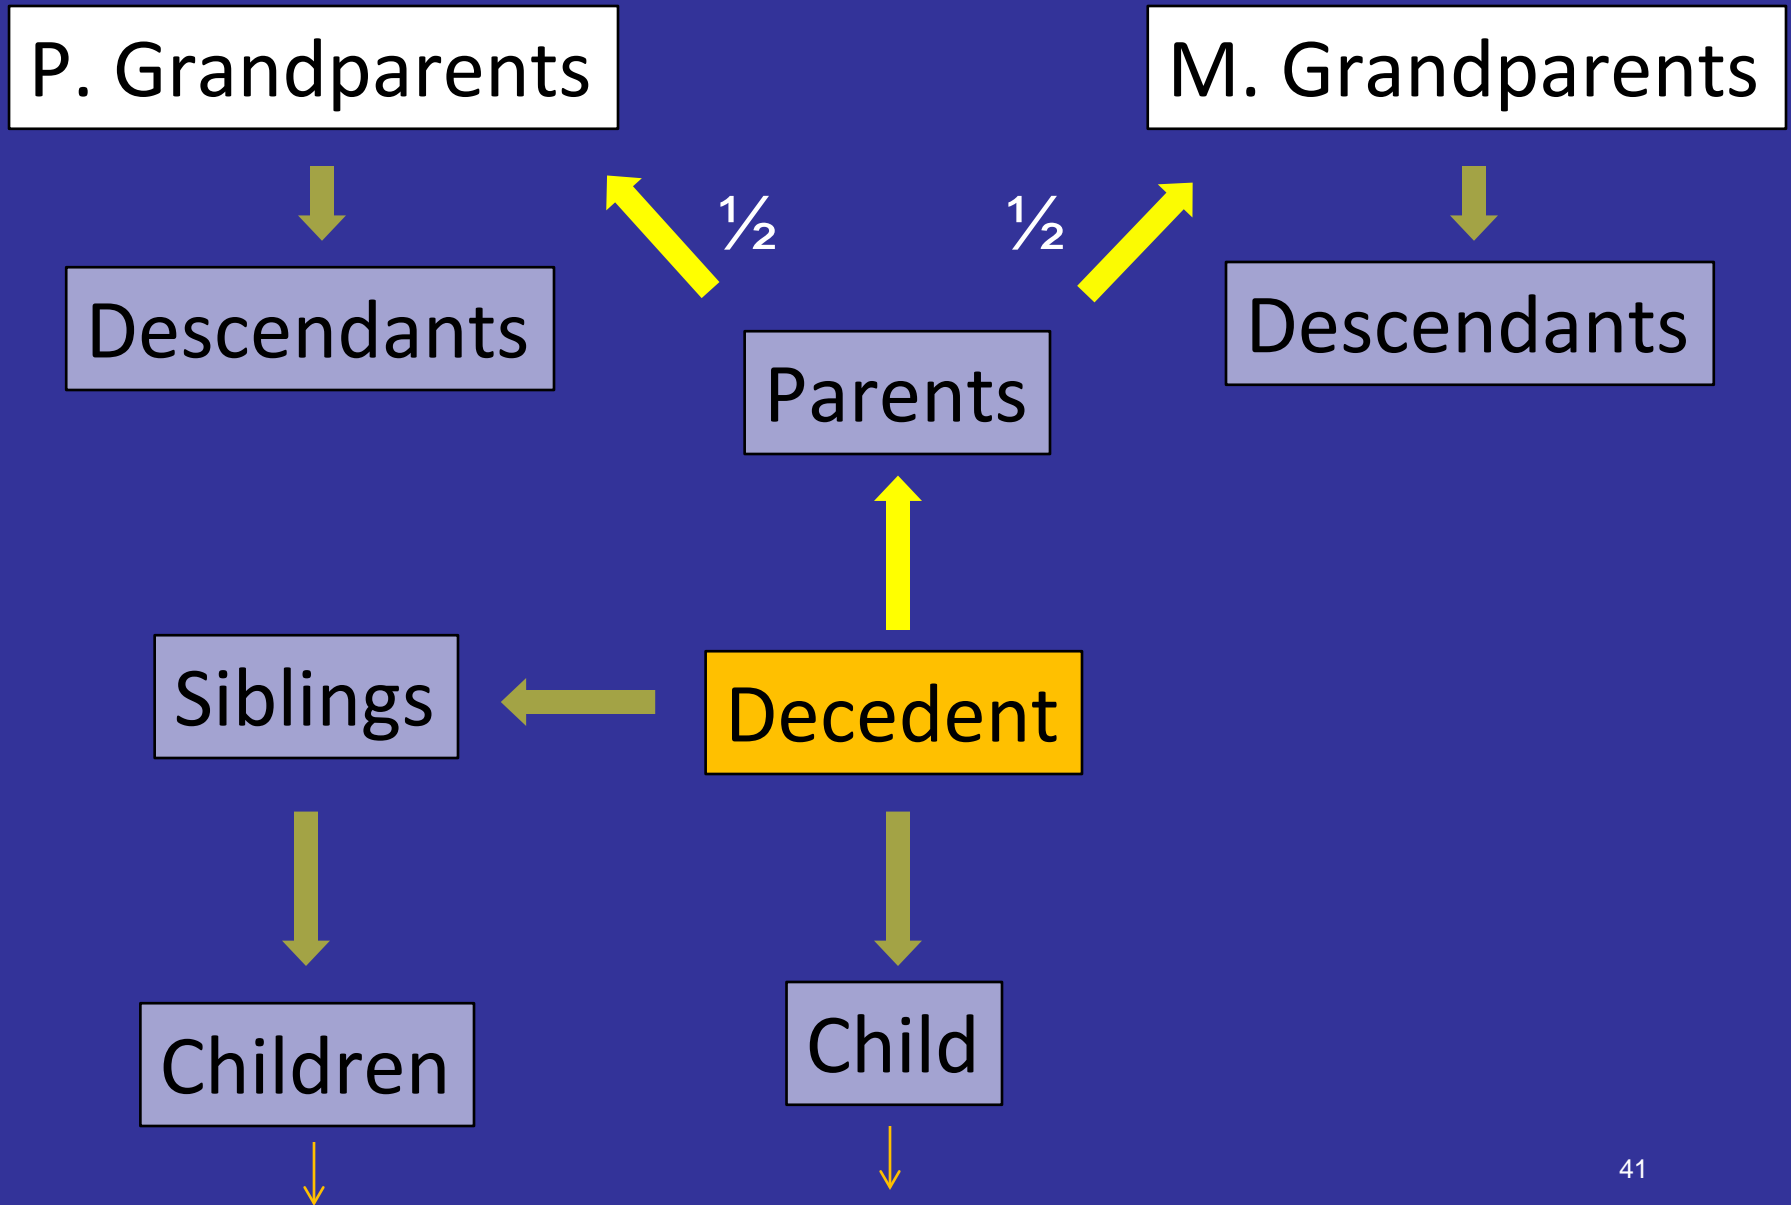 P. Grandparents
M. Grandparents
½
½
Descendants
Descendants
Parents
Siblings
Decedent
Children
Child
41